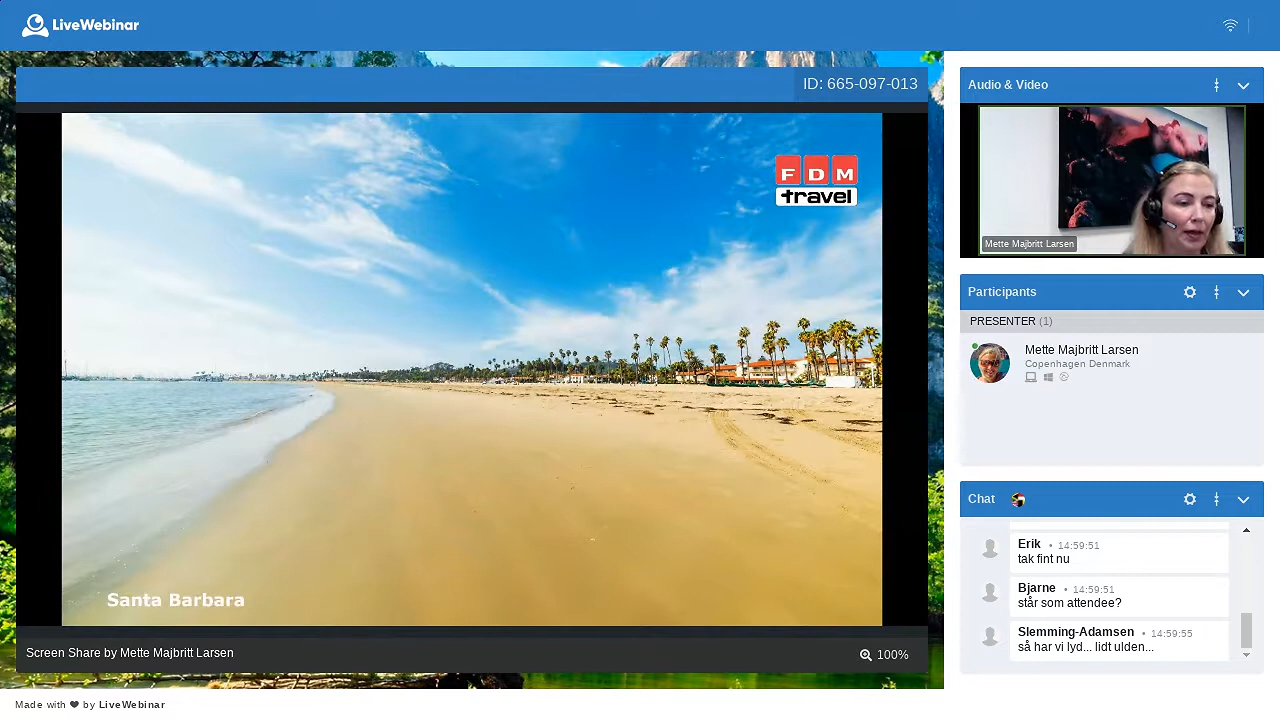 LiveWebinar
ID: 665-097-013
FDM
travel
Santa Barbara
Screen Share by Mette Majbritt Larsen
100%
Audio & Video
Mette Majbritt Larsen
Participants
PRESENTER (1)
Mette Majbritt Larsen
Copenhagen Denmark
Chat
Erik • 14:59:51
tak fint nu
Bjarne • 14:59:51
står som attendee?
Slemming-Adamsen • 14:59:55
så har vi lyd... lidt ulden...
Made with ❤ by LiveWebinar